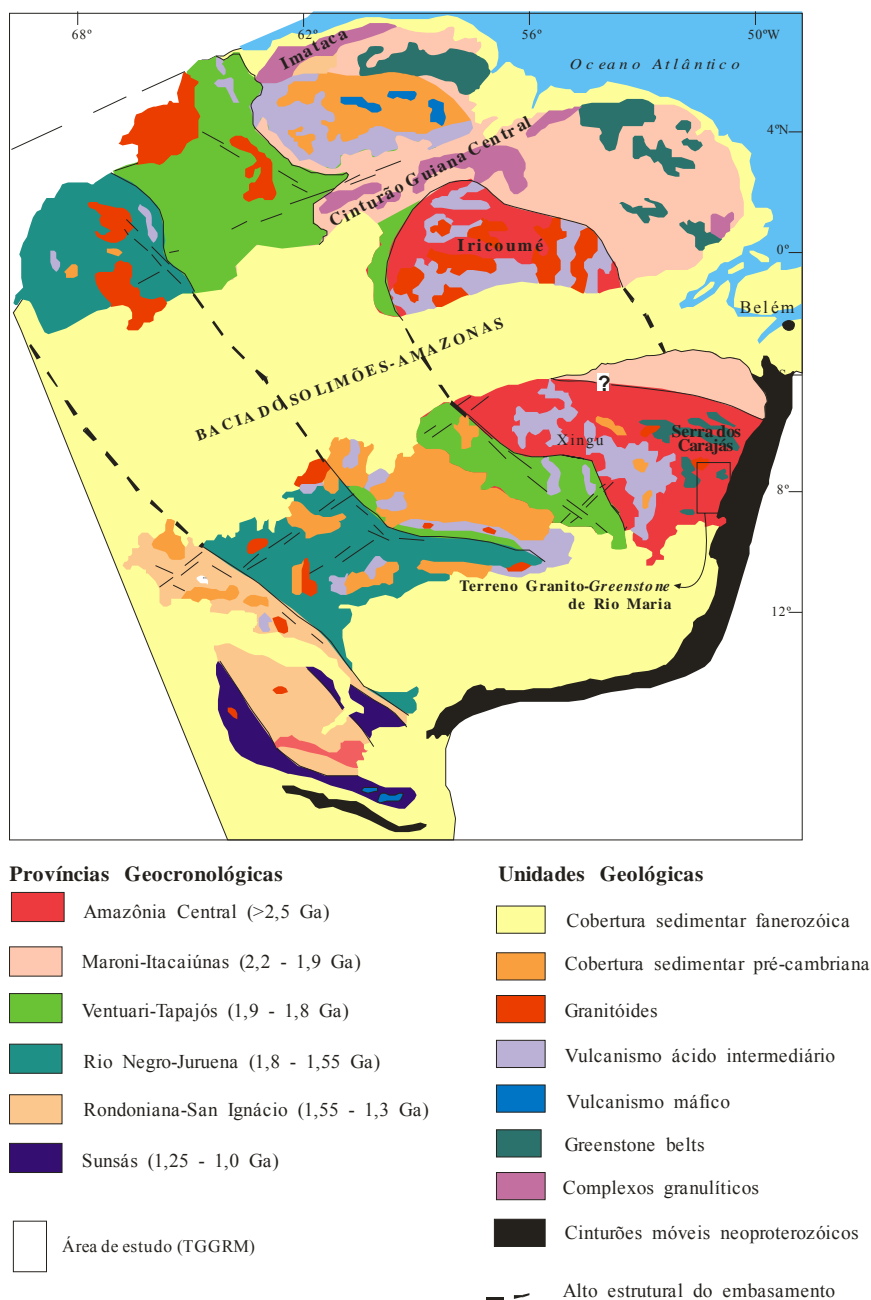 68º
62º
56º
50ºW
Imataca
Oceano Atlântico
4ºN
Cinturão Guiana Central
Iricoumé
0º
Belém
BACIA DO SOLIMÕES-AMAZONAS
?
Xingu
Serra dos
Carajás
8º
Terreno Granito-Greenstone
de Rio Maria
12º
Províncias Geocronológicas
Amazônia Central (>2,5 Ga)
Maroni-Itacaiúnas (2,2 - 1,9 Ga)
Ventuari-Tapajós (1,9 - 1,8 Ga)
Rio Negro-Juruena (1,8 - 1,55 Ga)
Rondoniana-San Ignácio (1,55 - 1,3 Ga)
Sunsás (1,25 - 1,0 Ga)
Área de estudo (TGGRM)
Unidades Geológicas
Cobertura sedimentar fanerozóica
Cobertura sedimentar pré-cambriana
Granitóides
Vulcanismo ácido intermediário
Vulcanismo máfico
Greenstone belts
Complexos granulíticos
Cinturões móveis neoproterozóicos
Alto estrutural do embasamento